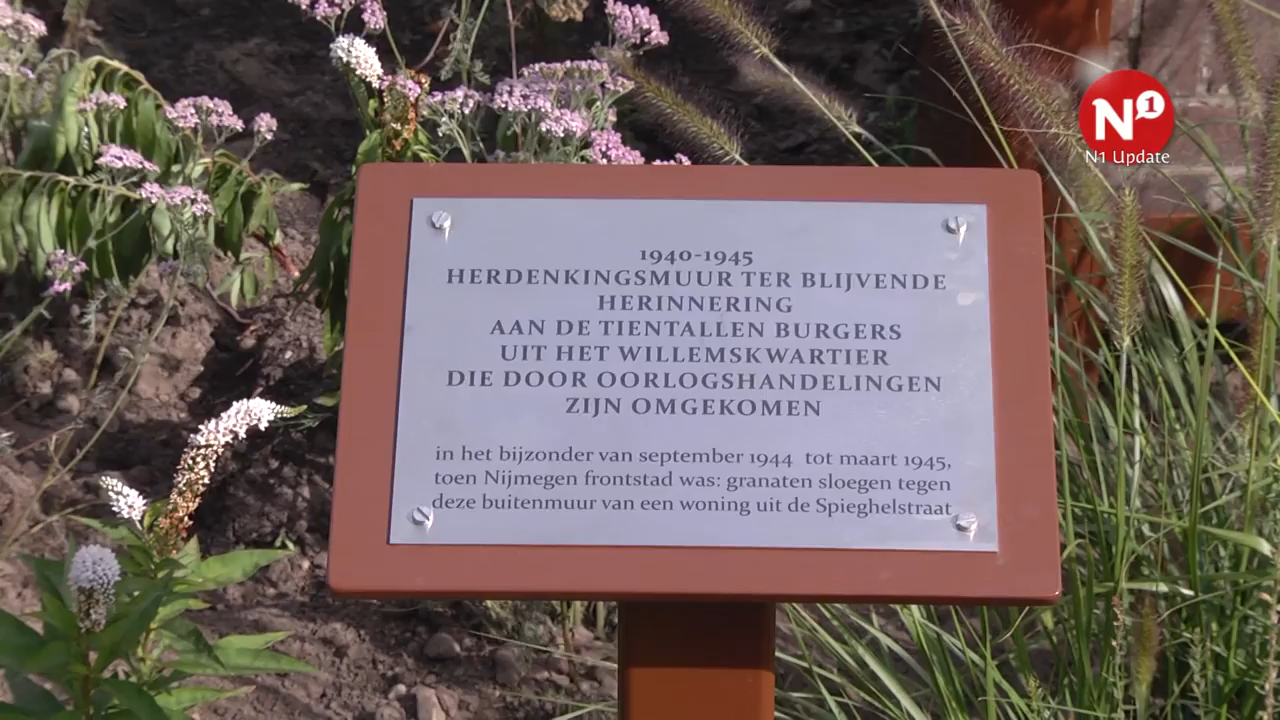 N1
N1 Update
1940-1945
HERDENKINGSMUUR TER BLIJVENDE
HERINNERING
AAN DE TIENTALLEN BURGERS
UIT HET WILLEMSKWARTIER
DIE DOOR OORLOGSHANDELINGEN
ZIJN OMGEKOMEN
in het bijzonder van september 1944 tot maart 1945,
toen Nijmegen frontstad was: granaten sloegen tegen
deze buitenmuur van een woning uit de Spieghelstraat